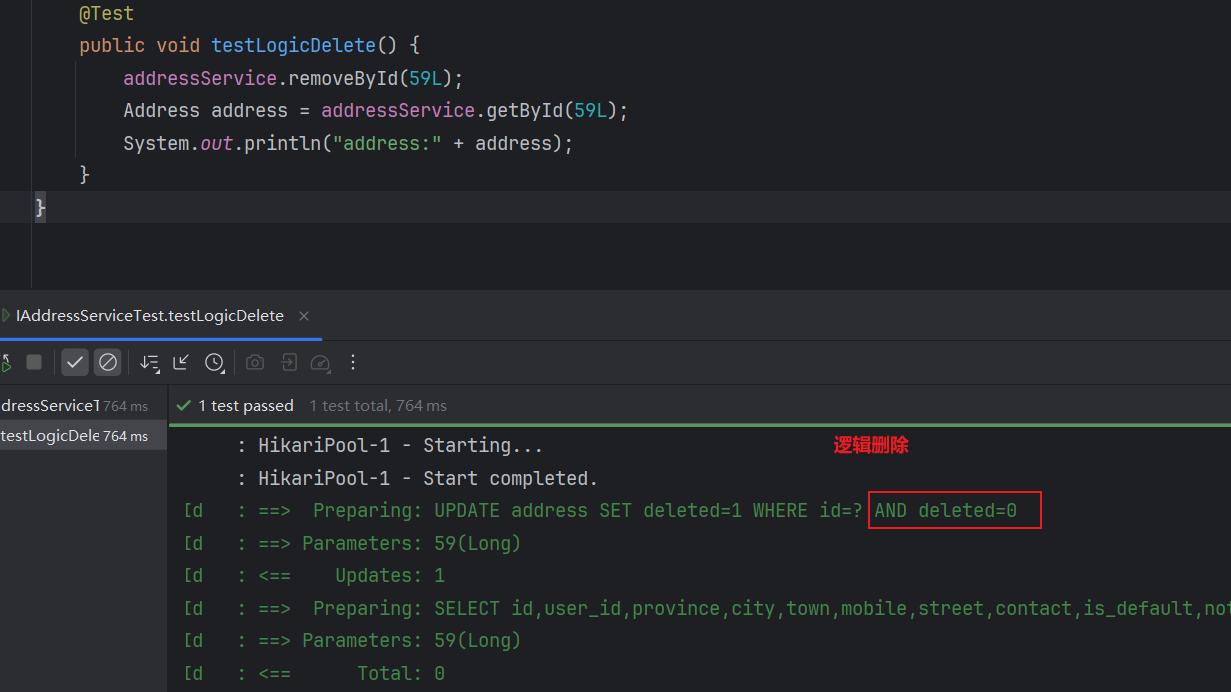 @Test
public void testLogicDelete() {
addressService.removeById(59L);
Address address = addressService.getById(59L);
System.out.println("address:" + address);
}
}
IAddressServiceTest.testLogicDelete ×
dressServiceT 764 ms
✓ 1 test passed 1 test total, 764 ms
testLogicDele 764 ms
: HikariPool-1 - Starting...
逻辑删除
: HikariPool-1 - Start completed.
[d : ==> Preparing: UPDATE address SET deleted=1 WHERE id=? AND deleted=0
[d : ==> Parameters: 59(Long)
[d : <== Updates: 1
[d : ==> Preparing: SELECT id,user_id,province,city,town,mobile,street,contact,is_default,not
[d : ==> Parameters: 59(Long)
[d : <== Total: 0